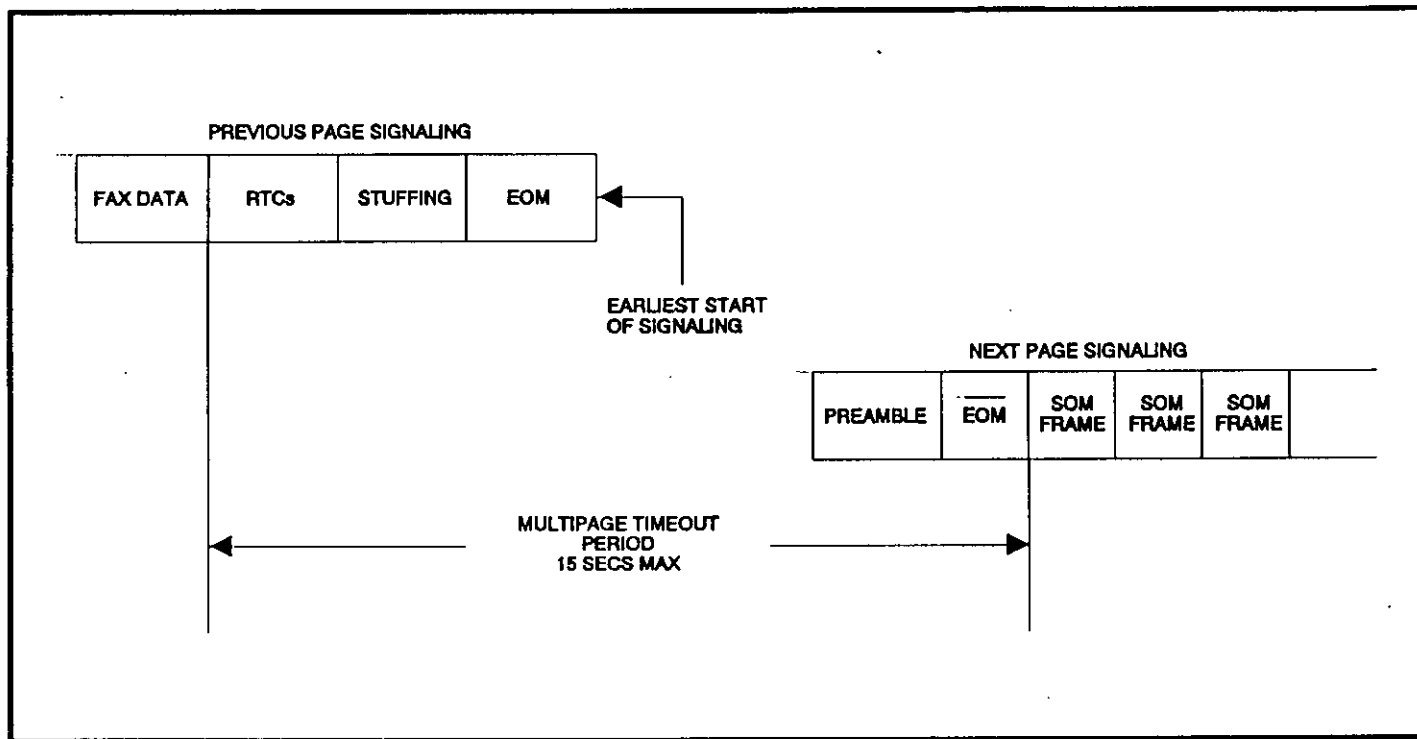 PREVIOUS PAGE SIGNALING
FAX DATA
RTCs
STUFFING
EOM
EARLIEST START
OF SIGNALING
NEXT PAGE SIGNALING
PREAMBLE
E̅O̅M̅
SOM
FRAME
SOM
FRAME
SOM
FRAME
MULTIPAGE TIMEOUT
PERIOD
15 SECS MAX